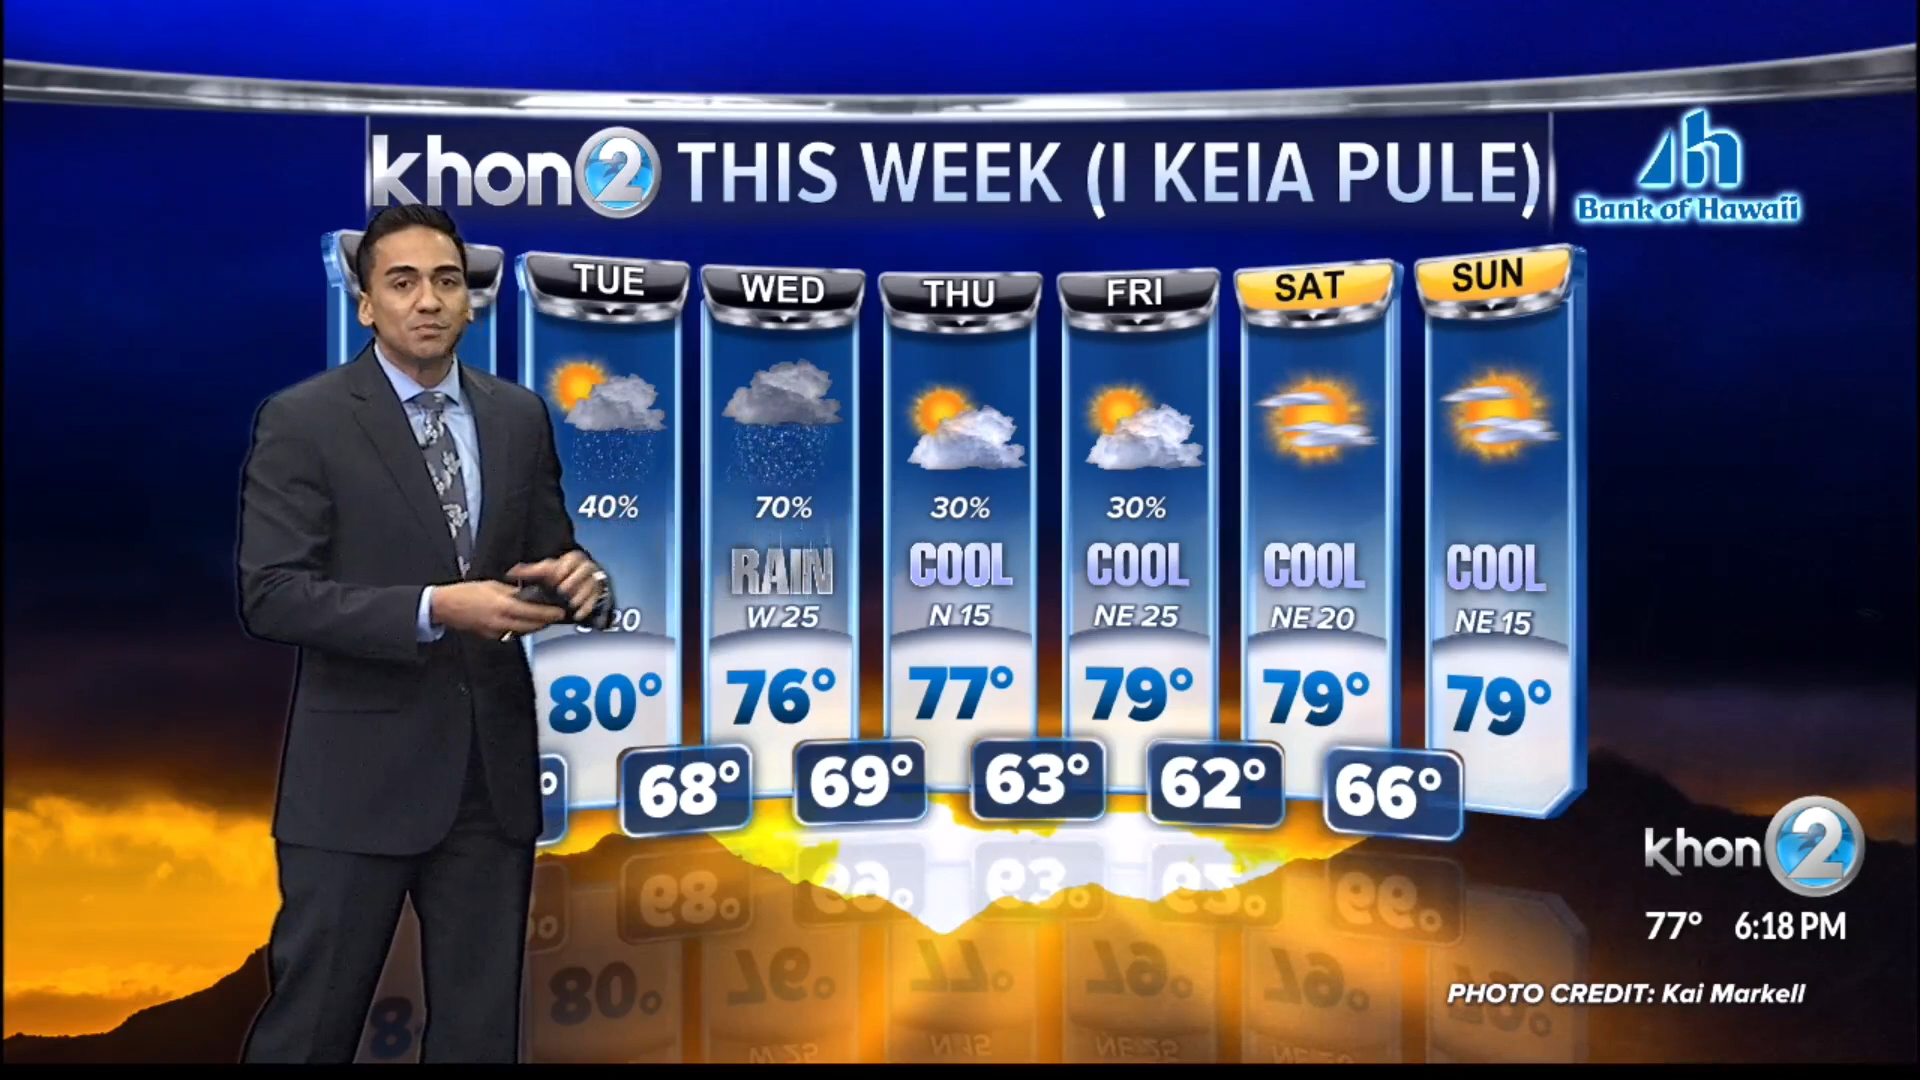 khon2 THIS WEEK (I KEIA PULE)
Bank of Hawaii
TUE WED THU FRI SAT SUN
40% 70% 30% 30%
RAIN COOL COOL COOL COOL
20 W 25 N 15 NE 25 NE 20 NE 15
80° 76° 77° 79° 79° 79°
68° 69° 63° 62° 66°
khon2
77° 6:18 PM
PHOTO CREDIT: Kai Markell